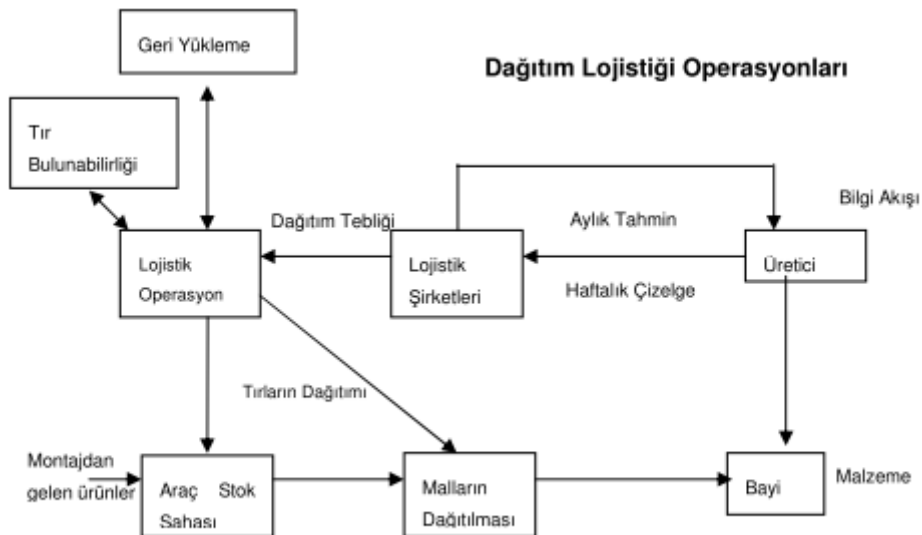 Geri Yükleme
Dağıtım Lojistiği Operasyonları
Tır
Bulunabilirliği
Bilgi Akışı
Dağıtım Tebliği
Aylık Tahmin
Lojistik
Operasyon
Lojistik
Şirketleri
Üretici
Haftalık Çizelge
Tırların Dağıtımı
Montajdan
gelen ürünler
Araç Stok
Sahası
Malların
Dağıtılması
Bayi
Malzeme